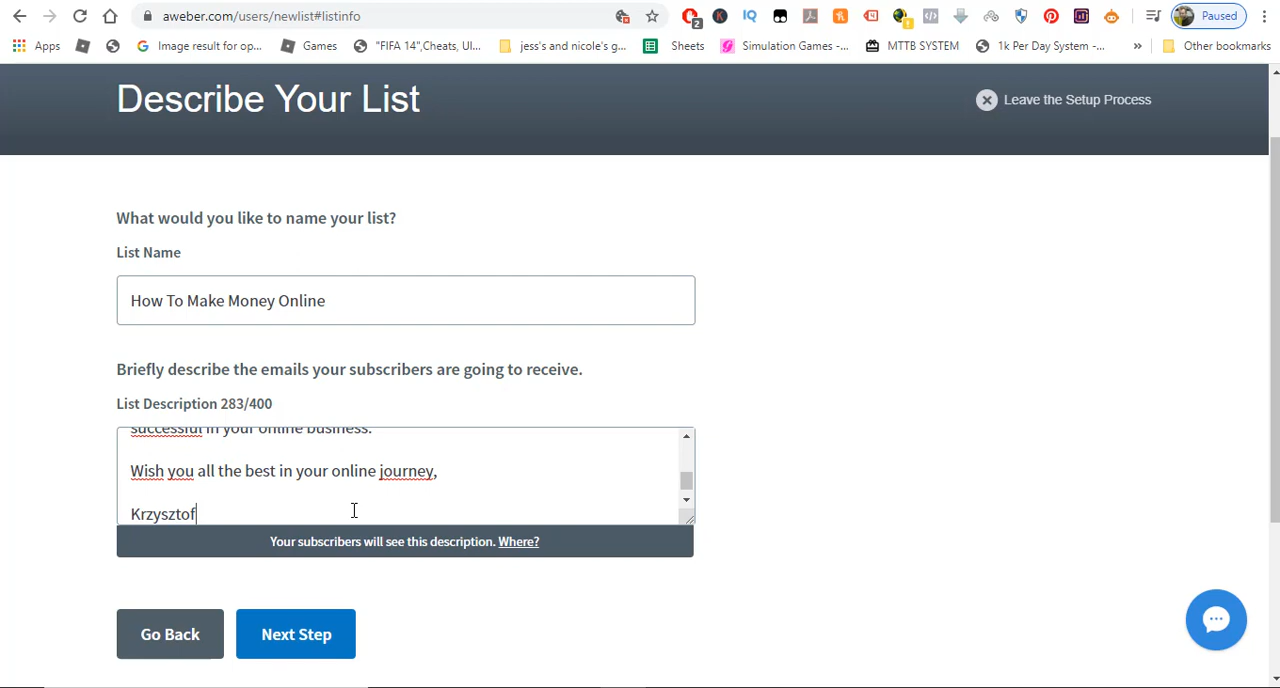 aweber.com/users/newlist#listinfo
2
IQ
1
Paused
Apps
Image result for op...
Games
"FIFA 14",Cheats, Ul...
jess's and nicole's g...
Sheets
Simulation Games -...
MTTB SYSTEM
1k Per Day System -...
»
Other bookmarks
Describe Your List
Leave the Setup Process
What would you like to name your list?
List Name
How To Make Money Online
Briefly describe the emails your subscribers are going to receive.
List Description 283/400
successful in your online business.
Wish you all the best in your online journey,
Krzysztof
Your subscribers will see this description. Where?
Go Back
Next Step